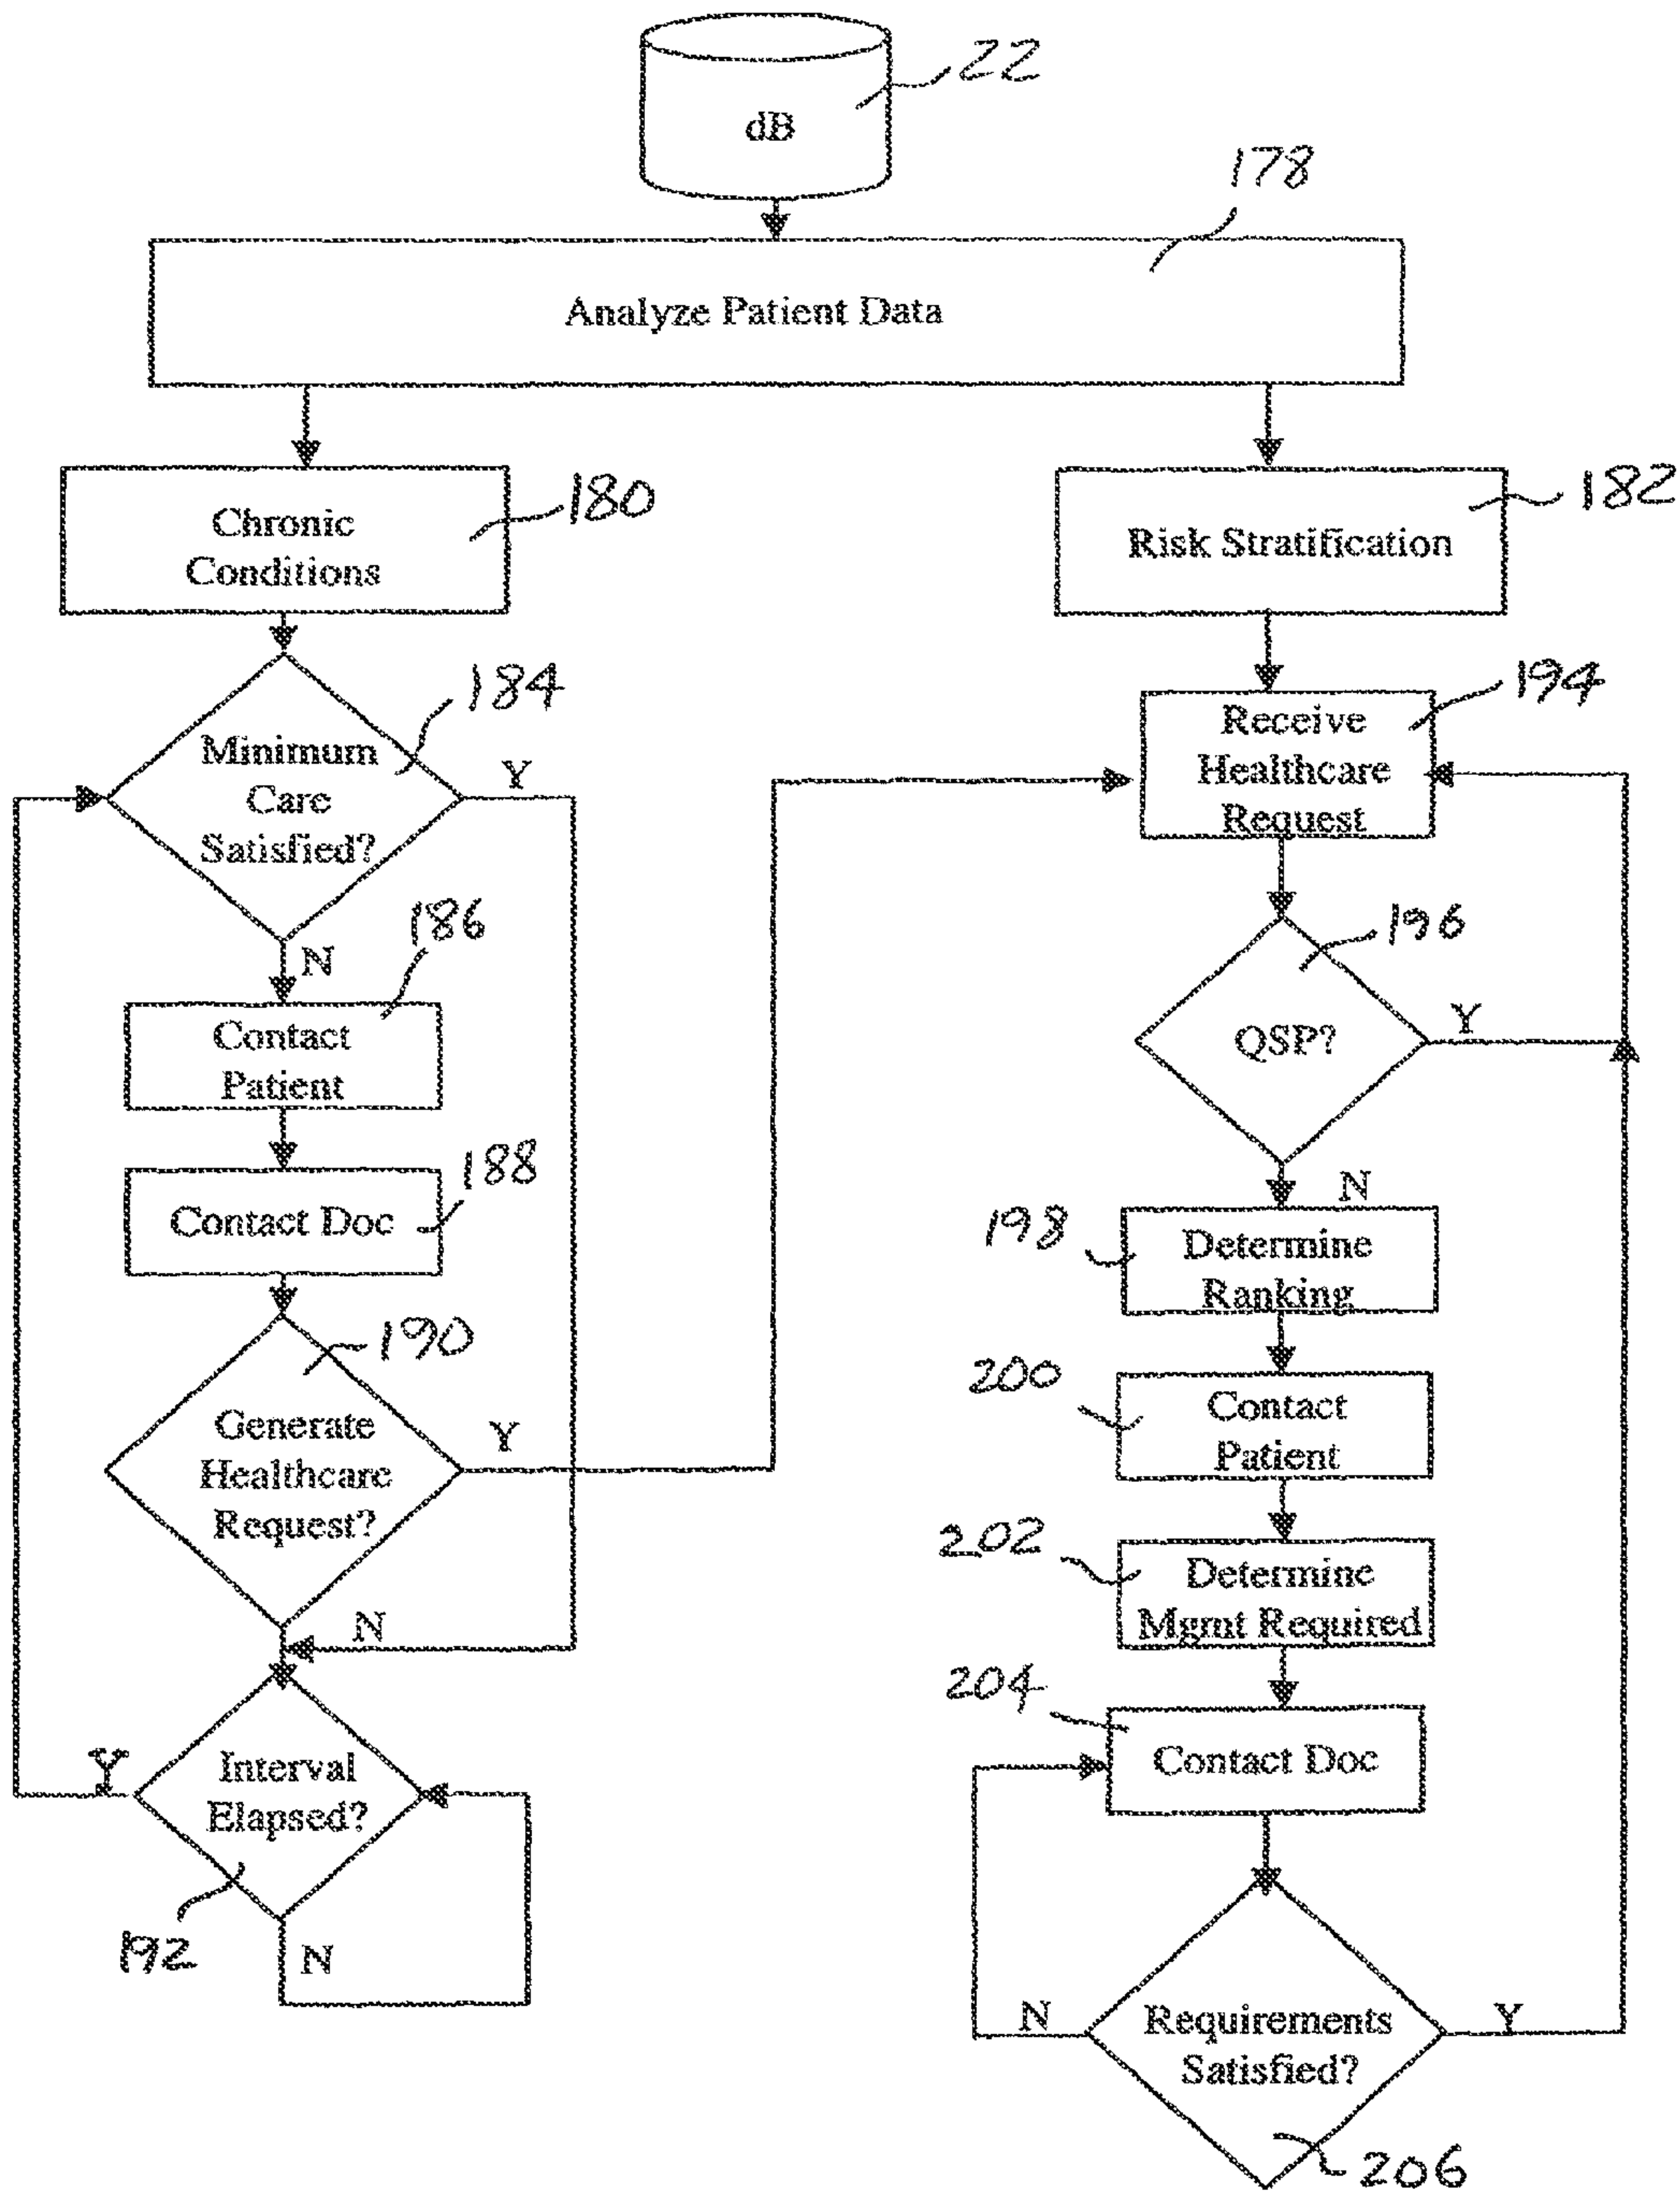 22
dB
178
Analyze Patient Data
180
Chronic
Conditions
182
Risk Stratification
184
Minimum
Care
Satisfied?
Y
N
186
Contact
Patient
188
Contact Doc
190
Generate
Healthcare
Request?
Y
N
Interval
Elapsed?
Y
192
N
194
Receive
Healthcare
Request
196
QSP?
Y
N
198
Determine
Ranking
200
Contact
Patient
202
Determine
Mgmt Required
204
Contact Doc
Requirements
Satisfied?
N
Y
206